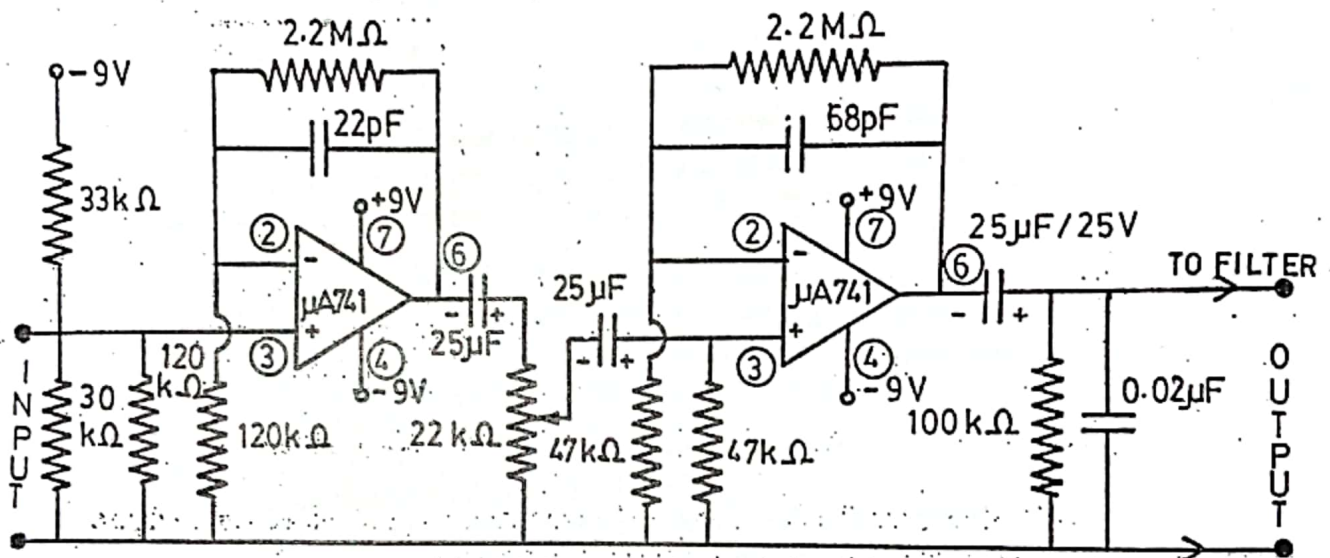 2.2MΩ
2.2MΩ
-9V
22pF
68pF
33kΩ
+9V
+9V
2
7
2
7
6
25µF/25V
6
µA741
µA741
TO FILTER
-
+
-
+
25µF
- +
25µF
- +
- +
3
4
3
4
-9V
-9V
INPUT
30 kΩ
120 kΩ
120kΩ
22kΩ
47kΩ
47kΩ
100kΩ
0.02µF
OUTPUT